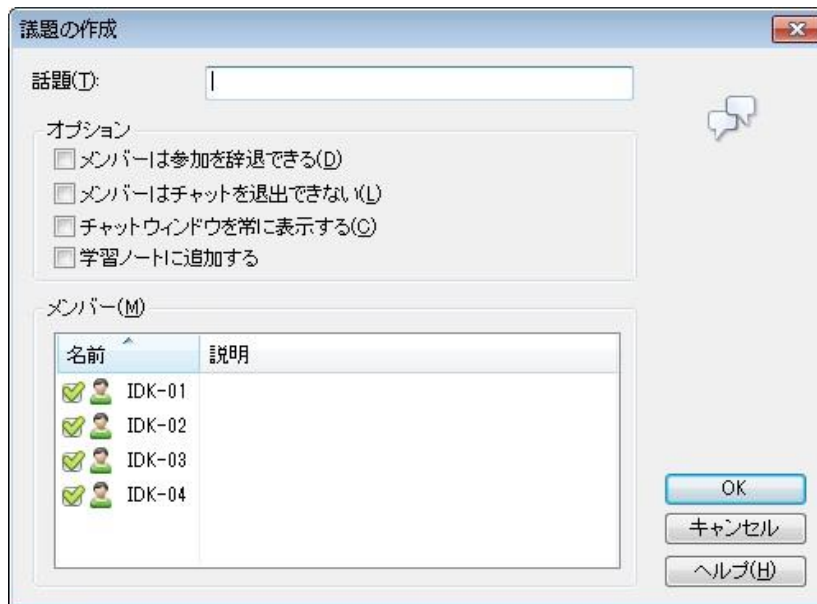 議題の作成
話題(T):
オプション
メンバーは参加を辞退できる(D)
メンバーはチャットを退出できない(L)
チャットウィンドウを常に表示する(C)
学習ノートに追加する
メンバー(M)
名前 説明
IDK-01
IDK-02
IDK-03
IDK-04
OK
キャンセル
ヘルプ(H)